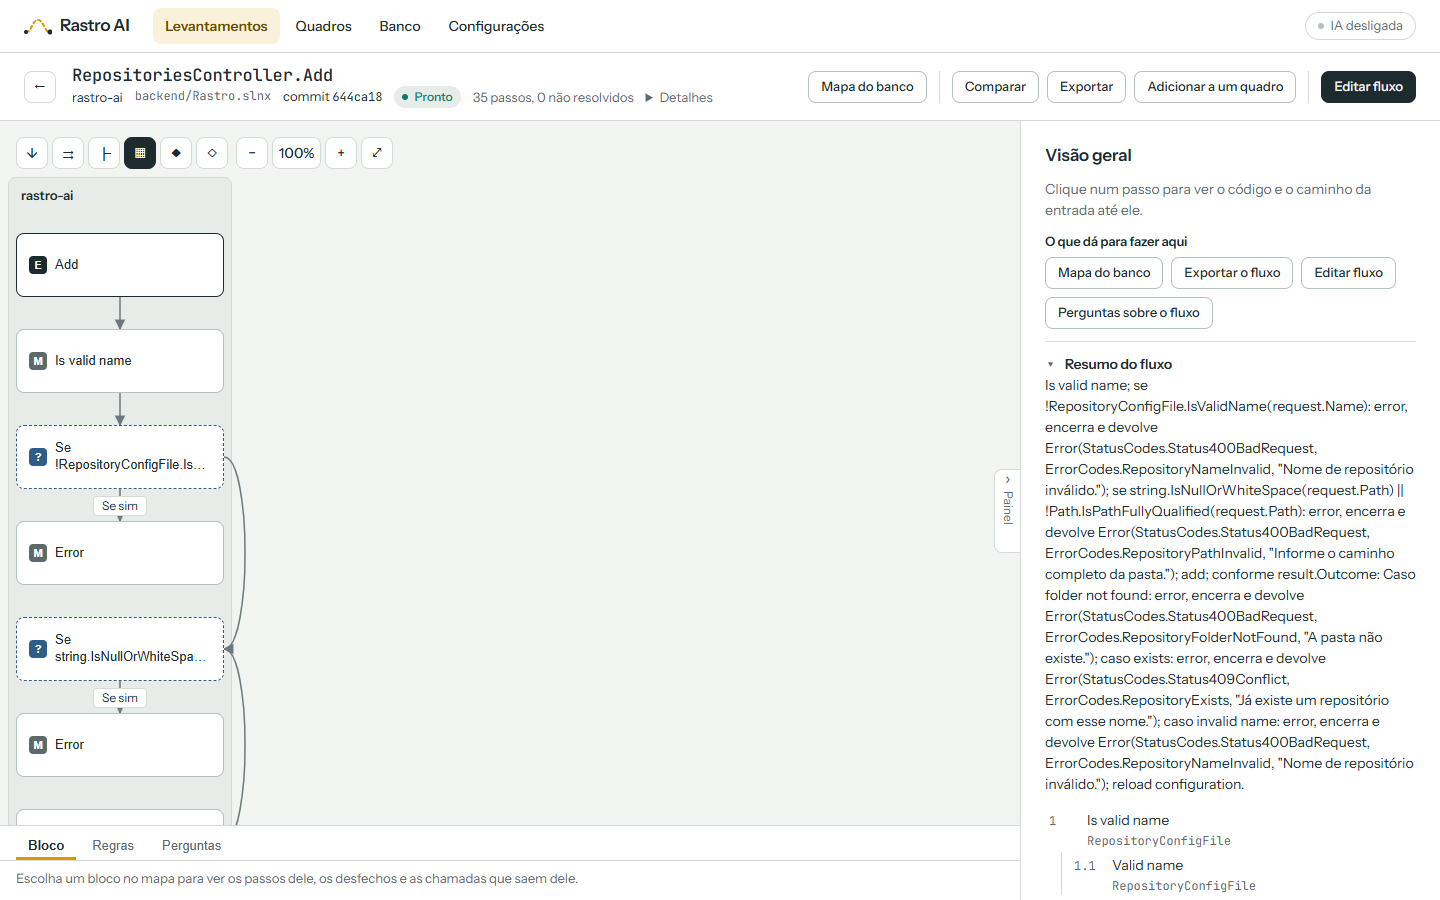 Rastro AI
Levantamentos
Quadros
Banco
Configurações
IA desligada
RepositoriesController.Add
rastro-ai backend/Rastro.slnx commit 644ca18 Pronto 35 passos, 0 não resolvidos Detalhes
Mapa do banco
Comparar
Exportar
Adicionar a um quadro
Editar fluxo
100%
rastro-ai
E Add
M Is valid name
? Se
!RepositoryConfigFile.Is...
Se sim
M Error
? Se
string.IsNullOrWhiteSpa...
Se sim
M Error
Painel
Bloco
Regras
Perguntas
Escolha um bloco no mapa para ver os passos dele, os desfechos e as chamadas que saem dele.
Visão geral
Clique num passo para ver o código e o caminho da
entrada até ele.
O que dá para fazer aqui
Mapa do banco
Exportar o fluxo
Editar fluxo
Perguntas sobre o fluxo
Resumo do fluxo
Is valid name; se
!RepositoryConfigFile.IsValidName(request.Name): error,
encerra e devolve
Error(StatusCodes.Status400BadRequest,
ErrorCodes.RepositoryNameInvalid, "Nome de repositório
inválido."); se string.IsNullOrWhiteSpace(request.Path) ||
!Path.IsPathFullyQualified(request.Path): error, encerra e
devolve Error(StatusCodes.Status400BadRequest,
ErrorCodes.RepositoryPathInvalid, "Informe o caminho
completo da pasta."); add; conforme result.Outcome: Caso
folder not found: error, encerra e devolve
Error(StatusCodes.Status400BadRequest,
ErrorCodes.RepositoryFolderNotFound, "A pasta não
existe."); caso exists: error, encerra e devolve
Error(StatusCodes.Status409Conflict,
ErrorCodes.RepositoryExists, "Já existe um repositório
com esse nome."); caso invalid name: error, encerra e
devolve Error(StatusCodes.Status400BadRequest,
ErrorCodes.RepositoryNameInvalid, "Nome de repositório
inválido."); reload configuration.
1 Is valid name
RepositoryConfigFile
1.1 Valid name
RepositoryConfigFile